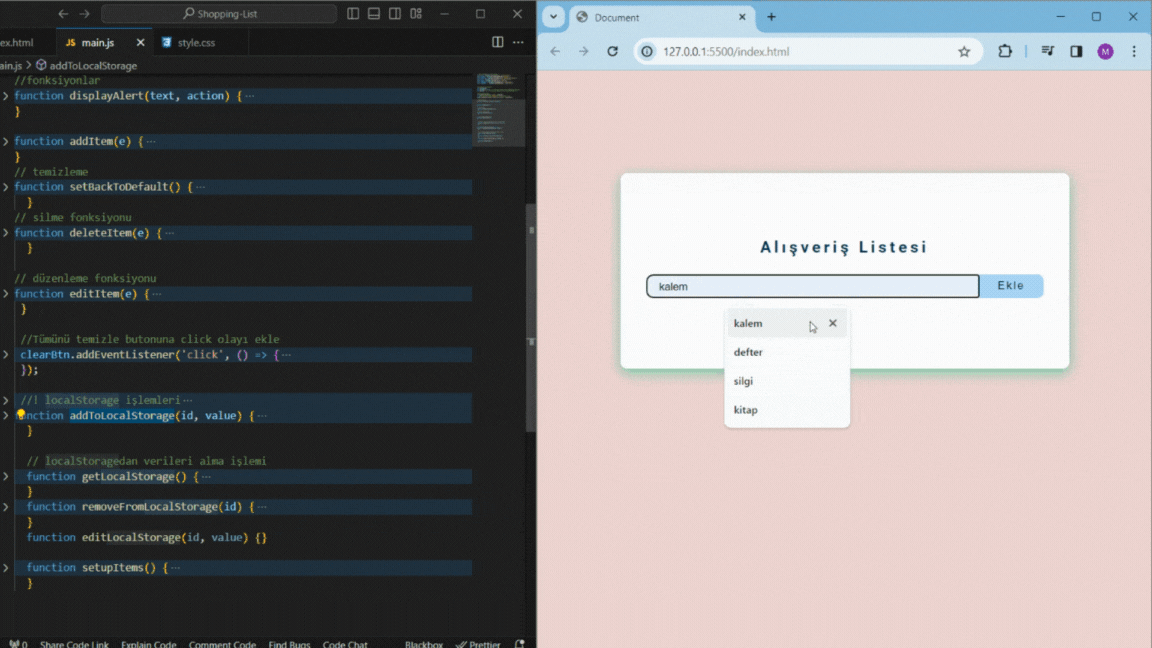 Shopping-List
ex.html
JS main.js
style.css
ain.js > addToLocalStorage
//fonksiyonlar
function displayAlert(text, action) { ···
}
function addItem(e) { ···
}
// temizleme
function setBackToDefault() { ···
}
// silme fonksiyonu
function deleteItem(e) { ···
}
// düzenleme fonksiyonu
function editItem(e) { ···
}
//Tümünü temizle butonuna click olayı ekle
clearBtn.addEventListener('click', () => { ···
});
//! localStorage işlemleri ···
function addToLocalStorage(id, value) { ···
}
// localStoragedan verileri alma işlemi
function getLocalStorage() { ···
}
function removeFromLocalStorage(id) { ···
}
function editLocalStorage(id, value) {}
function setupItems() { ···
}
0 Share Code Link Explain Code Comment Code Find Bugs Code Chat Blackbox Prettier
Document
127.0.0.1:5500/index.html
M
Alışveriş Listesi
kalem
Ekle
kalem
defter
silgi
kitap